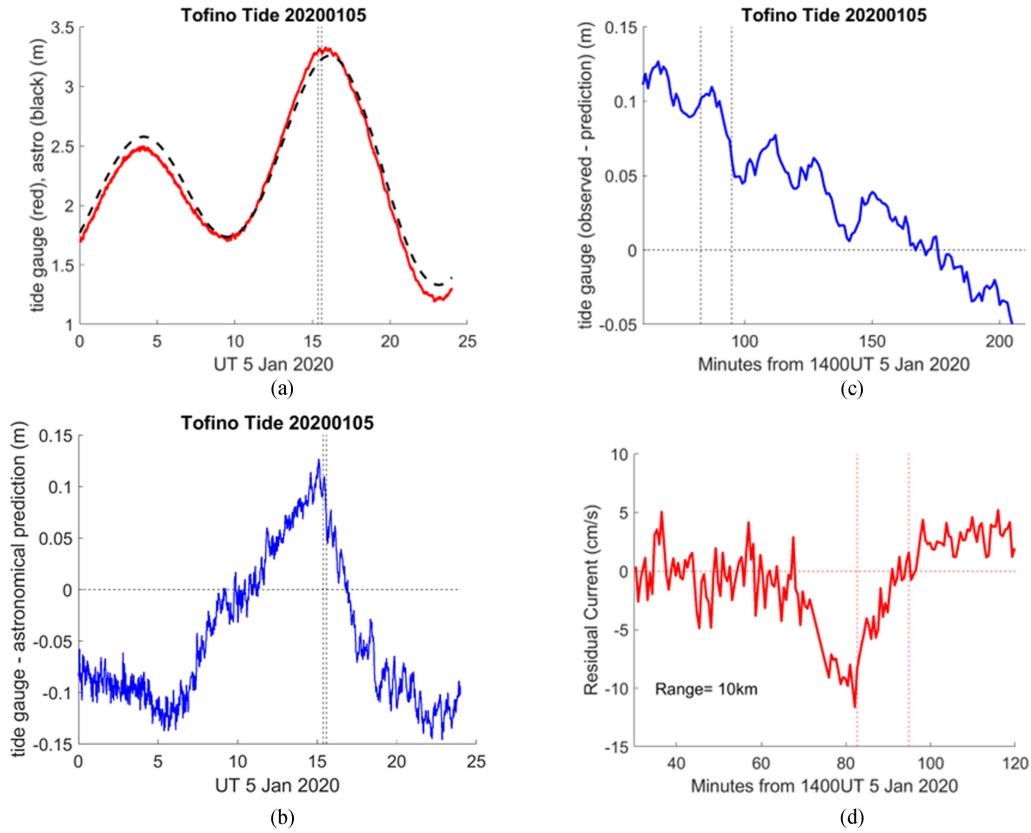 Tofino Tide 20200105
tide gauge (red), astro (black) (m)
3.5
3
2.5
2
1.5
1
0
5
10
15
20
25
UT 5 Jan 2020
(a)
Tofino Tide 20200105
tide gauge (observed - prediction) (m)
0.15
0.1
0.05
0
-0.05
100
150
200
Minutes from 1400UT 5 Jan 2020
(c)
Tofino Tide 20200105
tide gauge - astronomical prediction (m)
0.15
0.1
0.05
0
-0.05
-0.1
-0.15
0
5
10
15
20
25
UT 5 Jan 2020
(b)
Residual Current (cm/s)
10
5
0
-5
-10
-15
Range= 10km
40
60
80
100
120
Minutes from 1400UT 5 Jan 2020
(d)